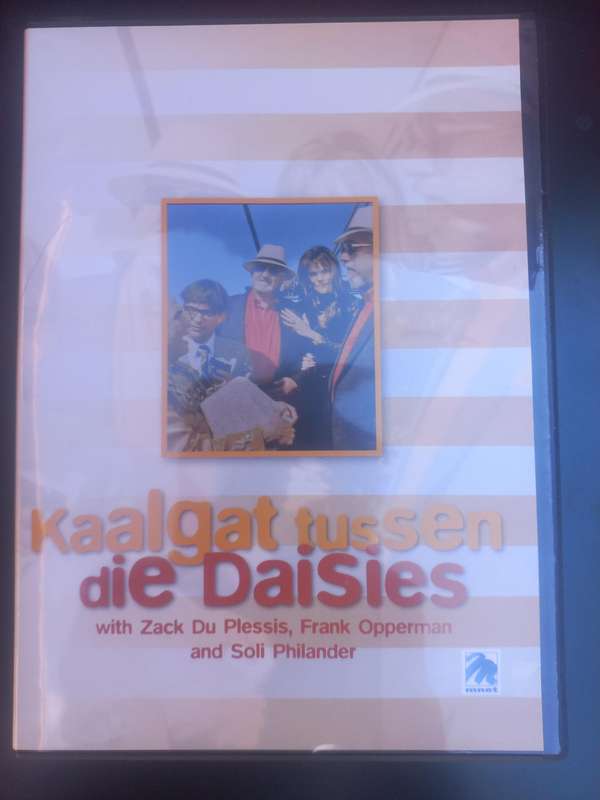 Kaalgat tussen
die Daisies
with Zack Du Plessis, Frank Opperman
and Soli Philander
mnet